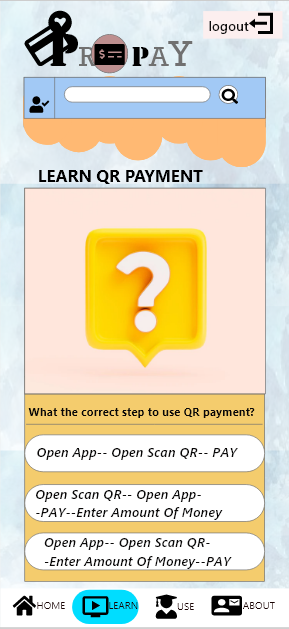 PROPAY
logout
LEARN QR PAYMENT
?
What the correct step to use QR payment?
Open App-- Open Scan QR-- PAY
Open Scan QR-- Open App-
-PAY--Enter Amount Of Money
Open App-- Open Scan QR-
-Enter Amount Of Money--PAY
HOME LEARN USE ABOUT